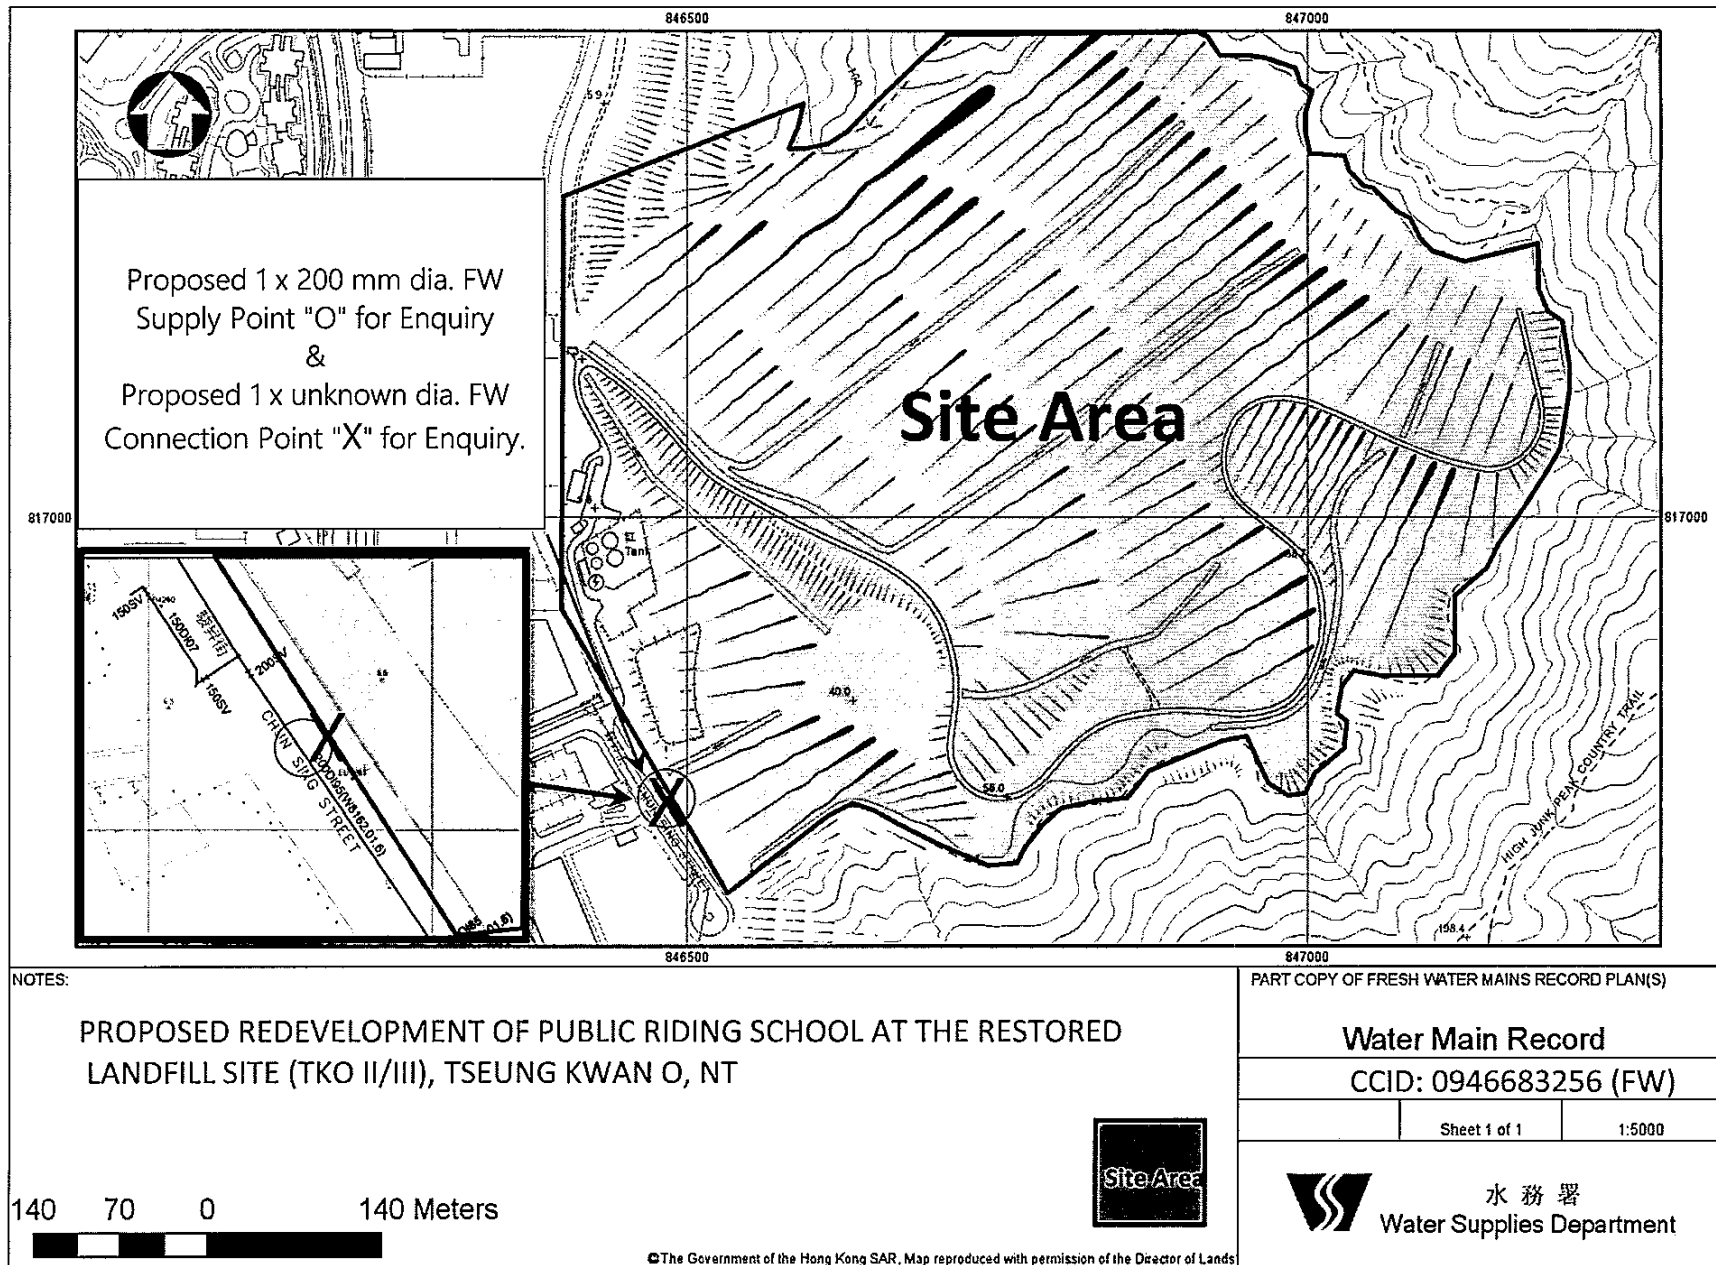 846500
847000
59
Proposed 1 x 200 mm dia. FW
Supply Point "O" for Enquiry
&
Proposed 1 x unknown dia. FW
Connection Point "X" for Enquiry.
Site Area
817000
817000
150SV
150DI07
200SV
150SV
CHUN
SING STREET
X
40.0
X
58.0
HIGH JUNK PEAK COUNTRY TRAIL
198.4
846500
847000
NOTES:
PROPOSED REDEVELOPMENT OF PUBLIC RIDING SCHOOL AT THE RESTORED
LANDFILL SITE (TKO II/III), TSEUNG KWAN O, NT
PART COPY OF FRESH WATER MAINS RECORD PLAN(S)
Water Main Record
CCID: 0946683256 (FW)
Sheet 1 of 1
1:5000
Site Area
水務署
Water Supplies Department
140 70 0 140 Meters
©The Government of the Hong Kong SAR, Map reproduced with permission of the Director of Lands